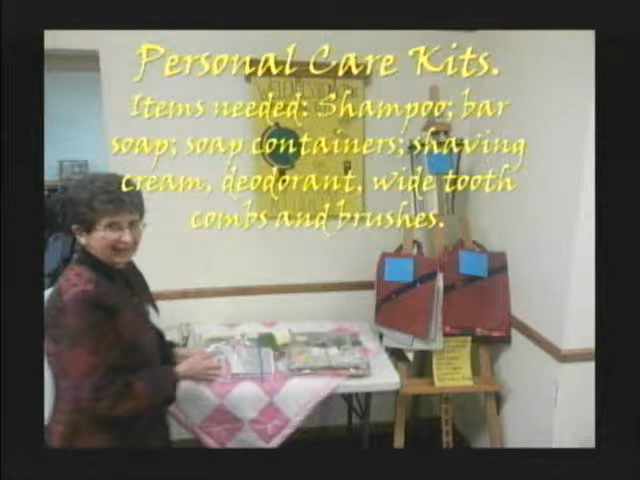 Personal Care Kits.
Items needed: Shampoo; bar
soap; soap containers; shaving
cream, deodorant, wide tooth
combs and brushes.